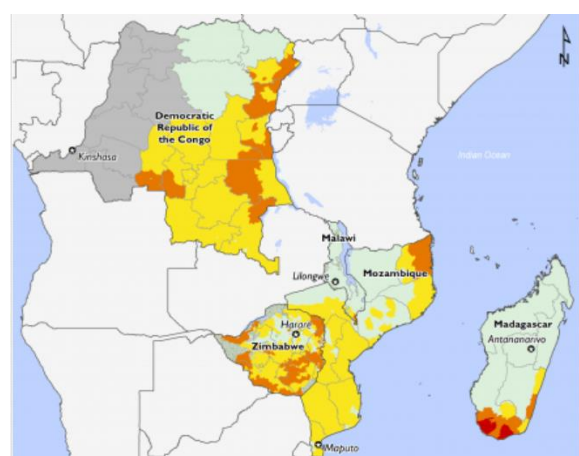 N
Democratic
Republic of
the Congo
Kinshasa
Indian Ocean
Malawi
Lilongwe
Mozambique
Harare
Zimbabwe
Madagascar
Antananarivo
Maputo